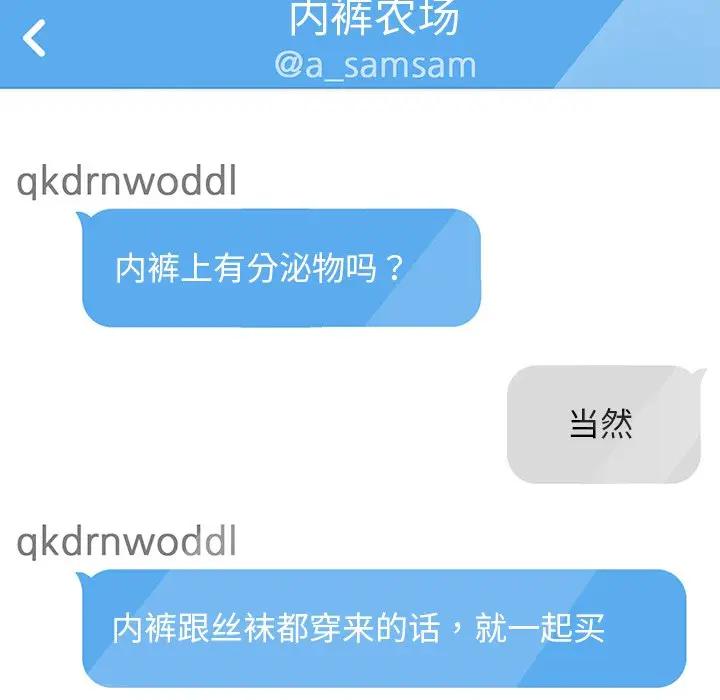 内裤农场
@a_samsam
qkdrnwoddl
内裤上有分泌物吗？
当然
qkdrnwoddl
内裤跟丝袜都穿来的话，就一起买